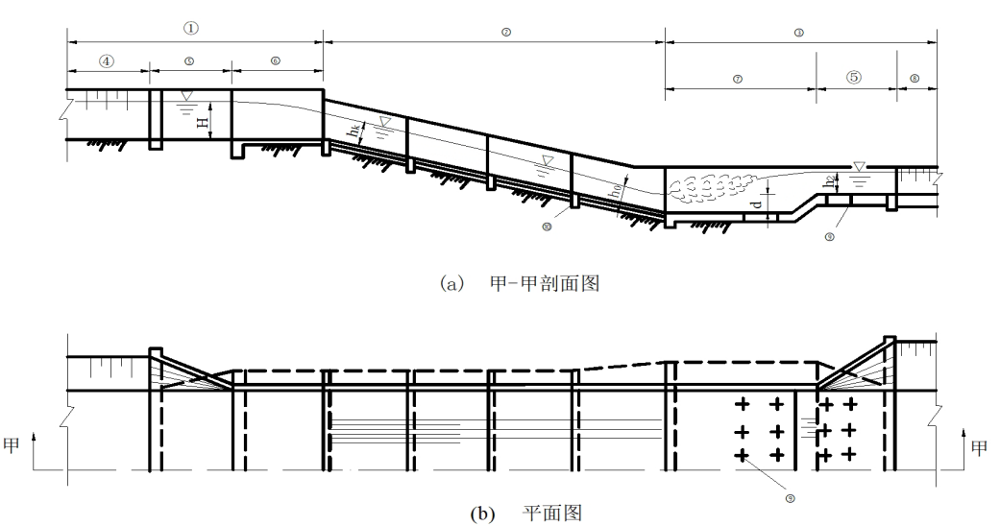 ① ② ③
④ ⑤ ⑥ ⑦ ⑤ ⑧
H hk h0 d h2
⑩ ⑨
(a) 甲-甲剖面图
甲 甲
⑨
(b) 平面图